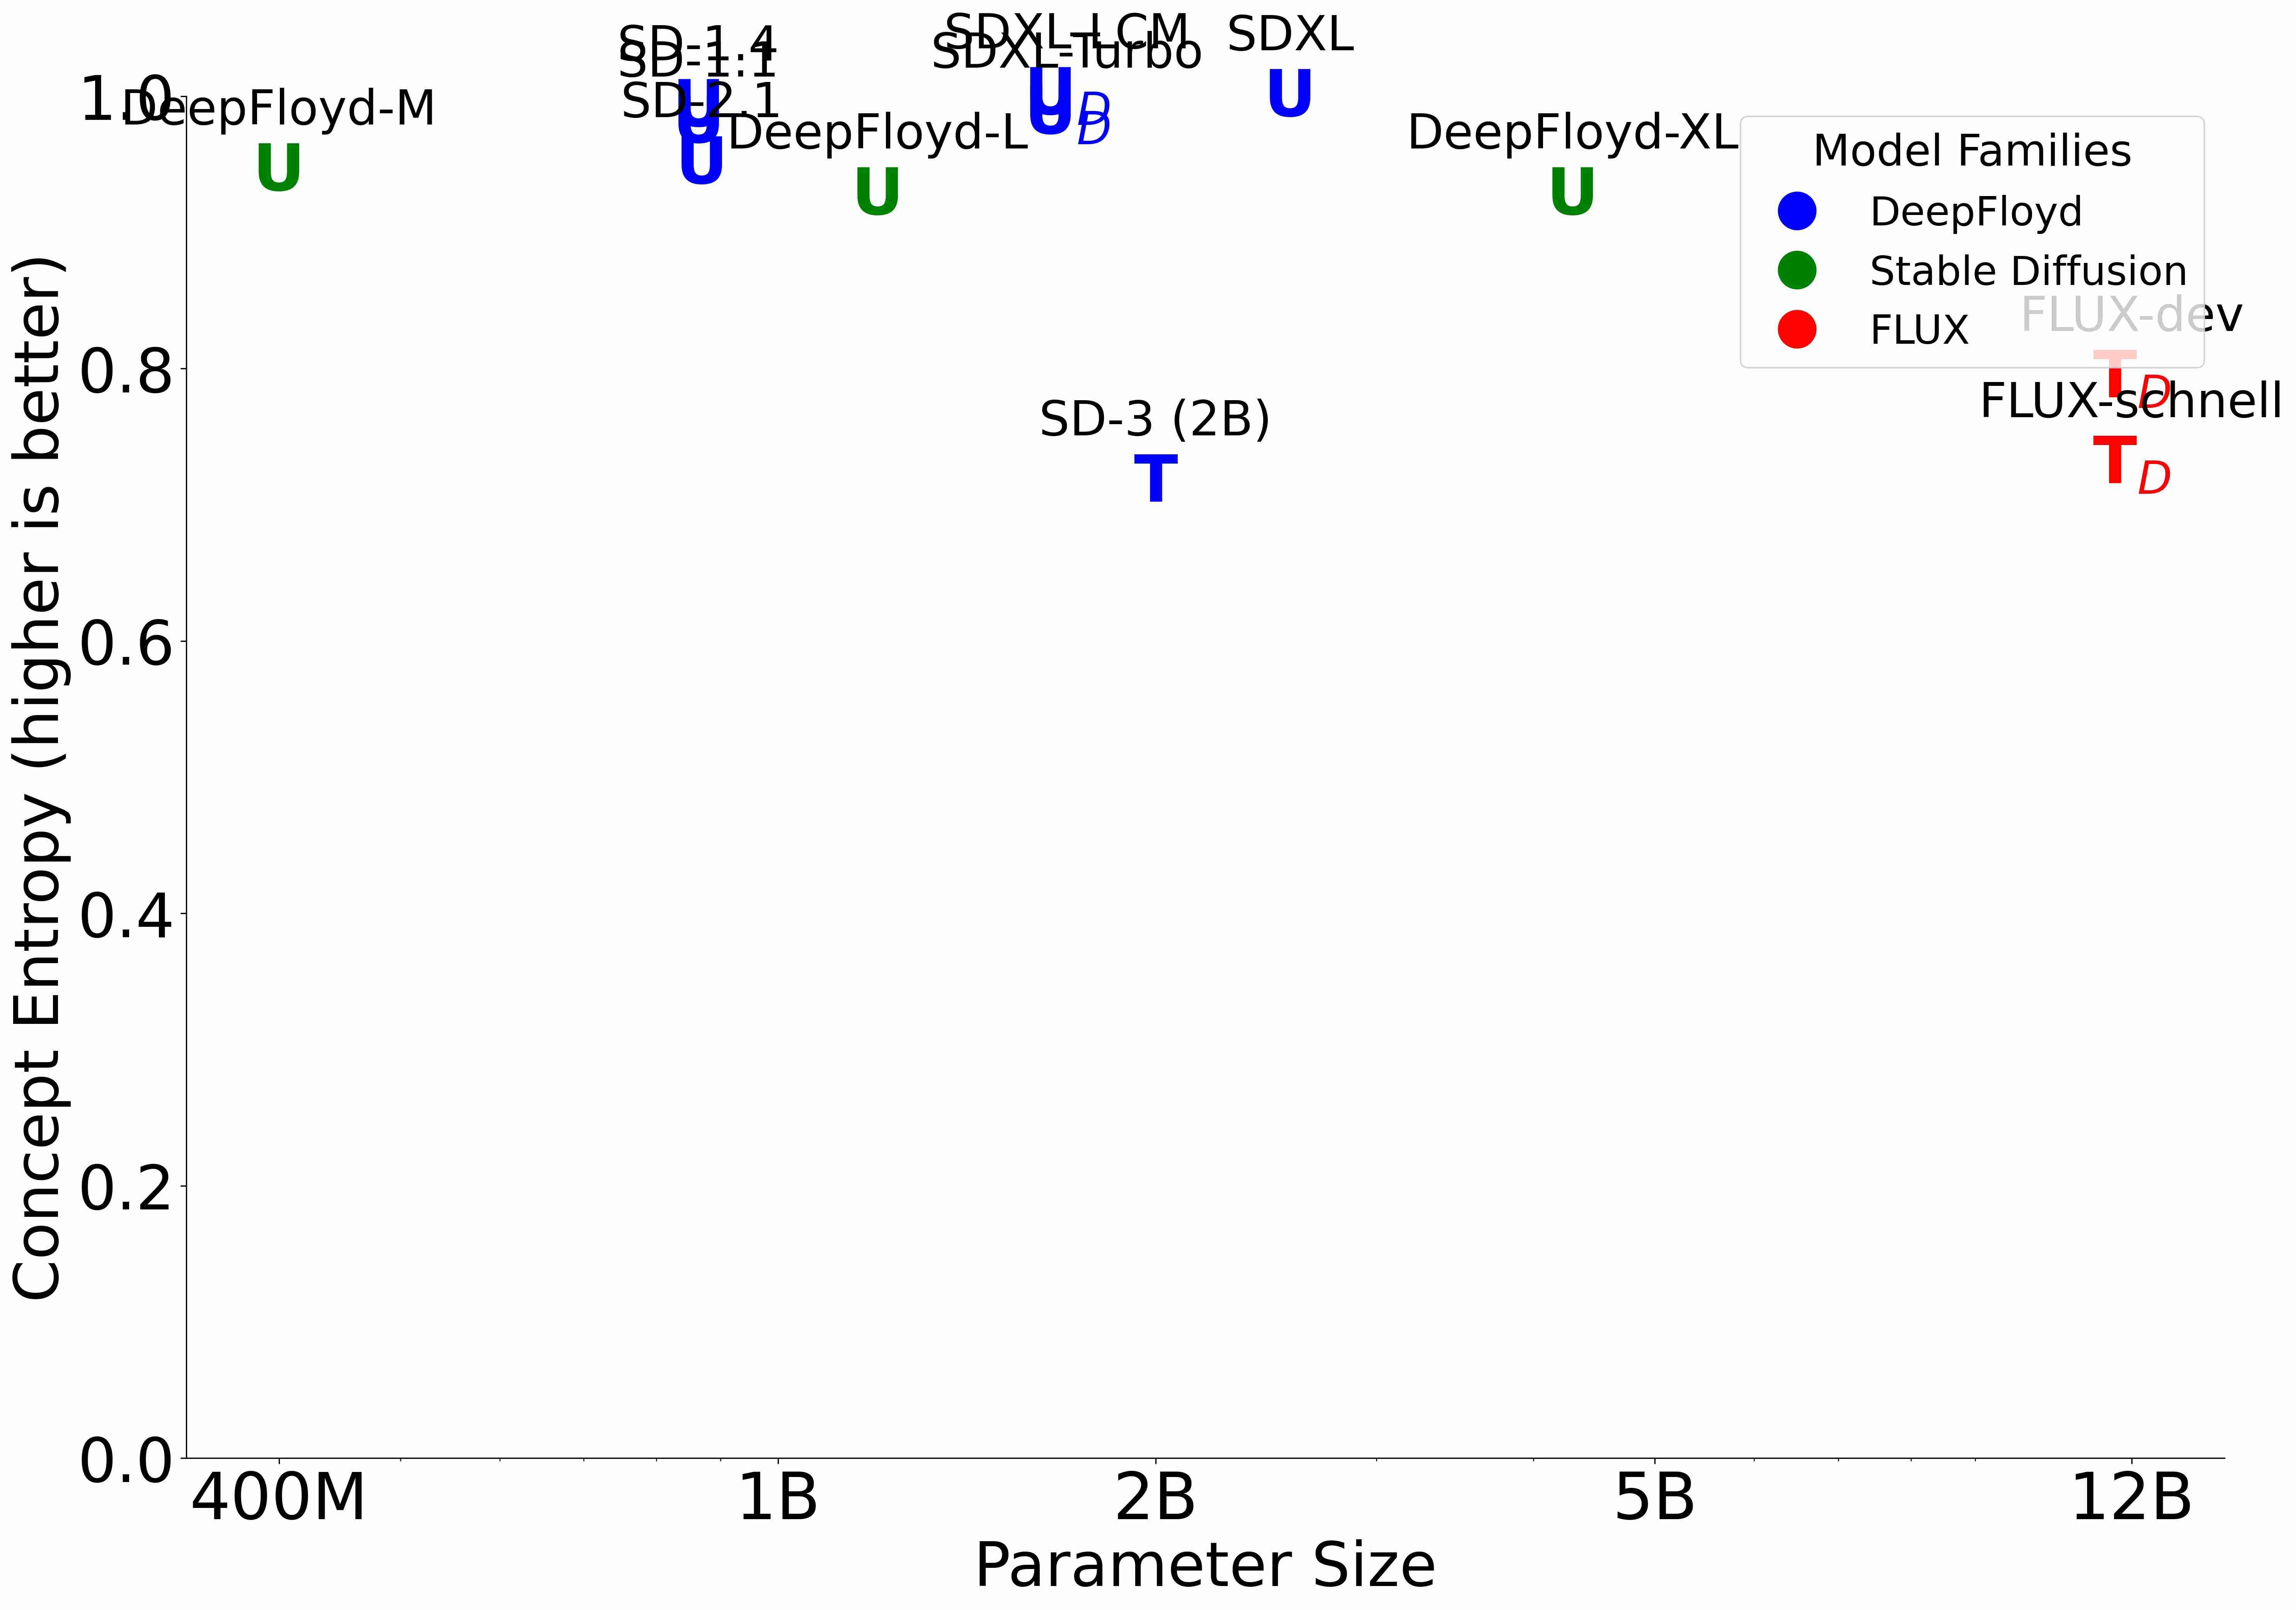 SD-1.4
SD-1.1
SD-2.1
SDXL-LCM
SDXL-Turbo
SDXL
DeepFloyd-M
DeepFloyd-L
DeepFloyd-XL
U
U
U
U
U
U
U
U
U
D
D
Model Families
DeepFloyd
Stable Diffusion
FLUX
FLUX-dev
T
D
FLUX-schnell
T
D
SD-3 (2B)
T
Concept Entropy (higher is better)
1.0
0.8
0.6
0.4
0.2
0.0
400M
1B
2B
5B
12B
Parameter Size